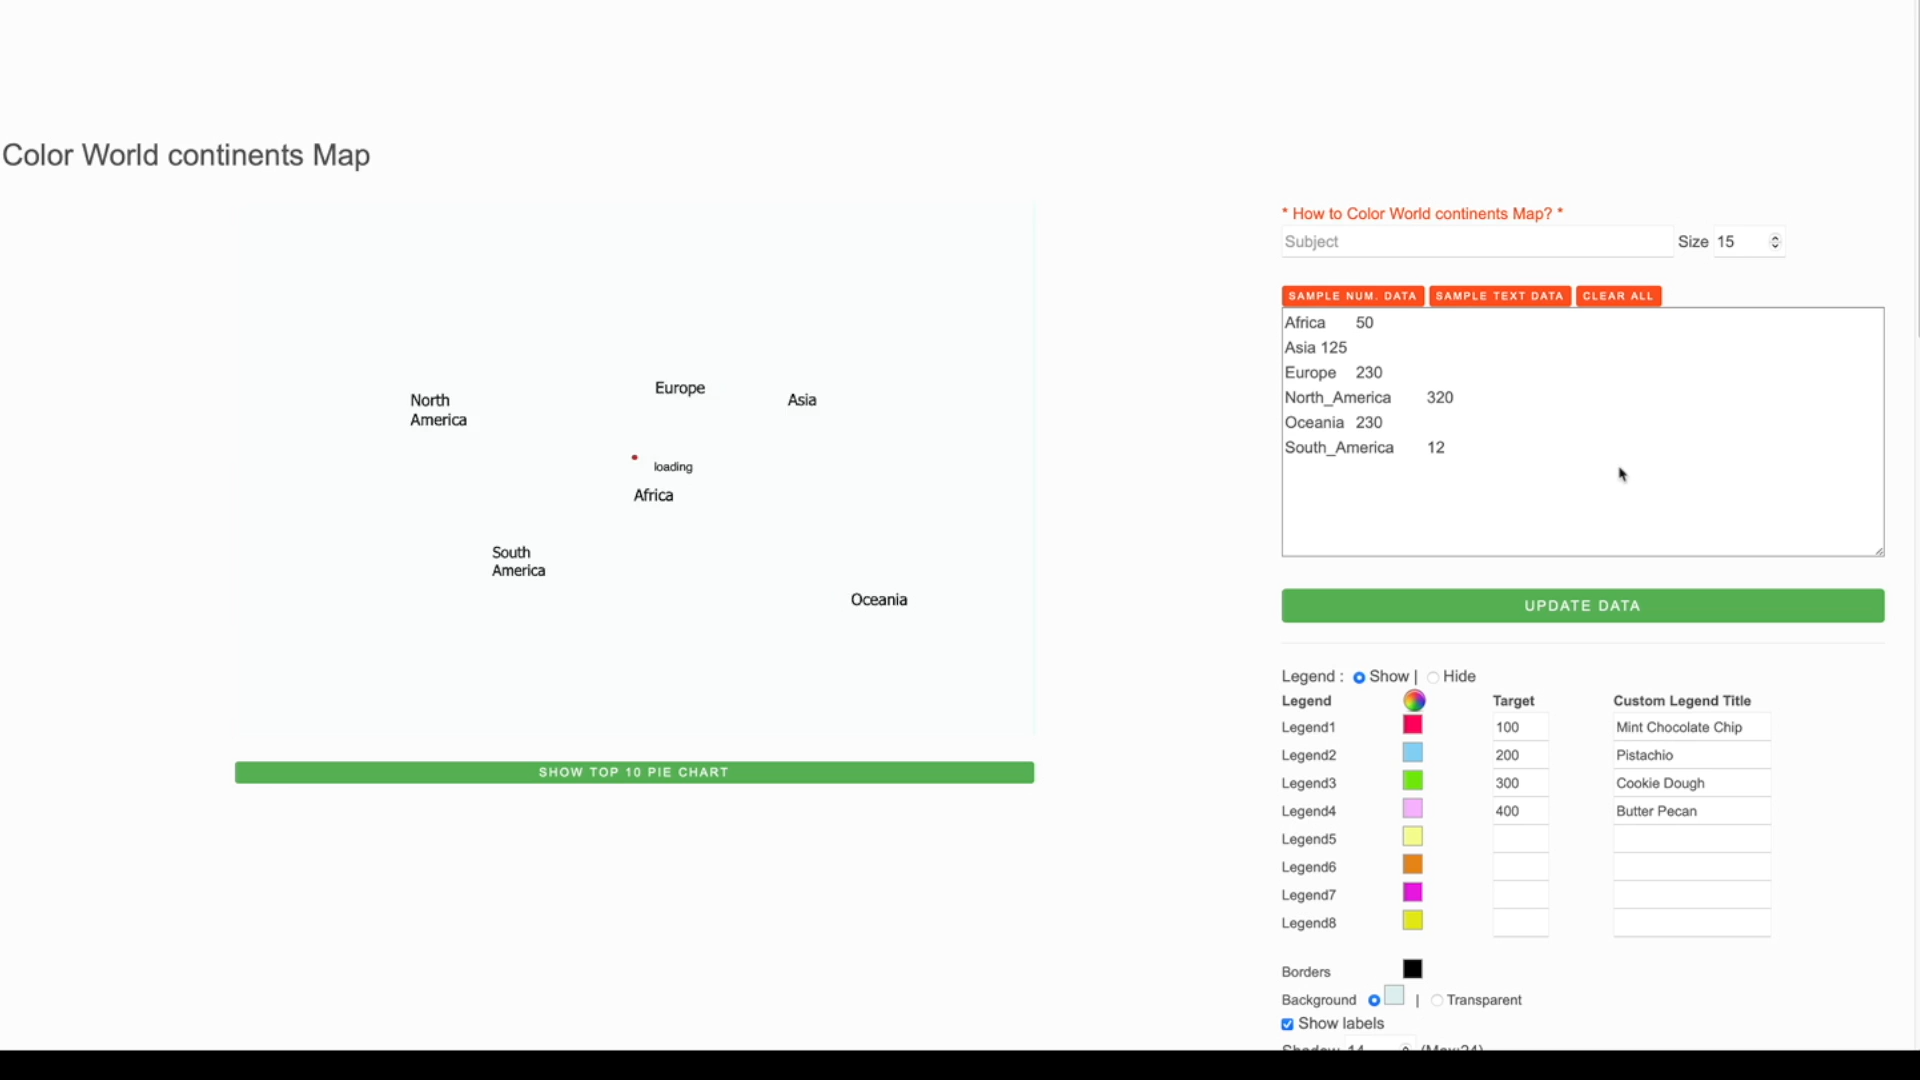 Color World continents Map
North
America
Europe
Asia
loading
Africa
South
America
Oceania
SHOW TOP 10 PIE CHART
* How to Color World continents Map? *
Subject Size 15
SAMPLE NUM. DATA SAMPLE TEXT DATA CLEAR ALL
Africa 50
Asia 125
Europe 230
North_America 320
Oceania 230
South_America 12
UPDATE DATA
Legend : Show | Hide
Legend Target Custom Legend Title
Legend1 100 Mint Chocolate Chip
Legend2 200 Pistachio
Legend3 300 Cookie Dough
Legend4 400 Butter Pecan
Legend5
Legend6
Legend7
Legend8
Borders
Background | Transparent
Show labels
Shadow 14 (Max:24)